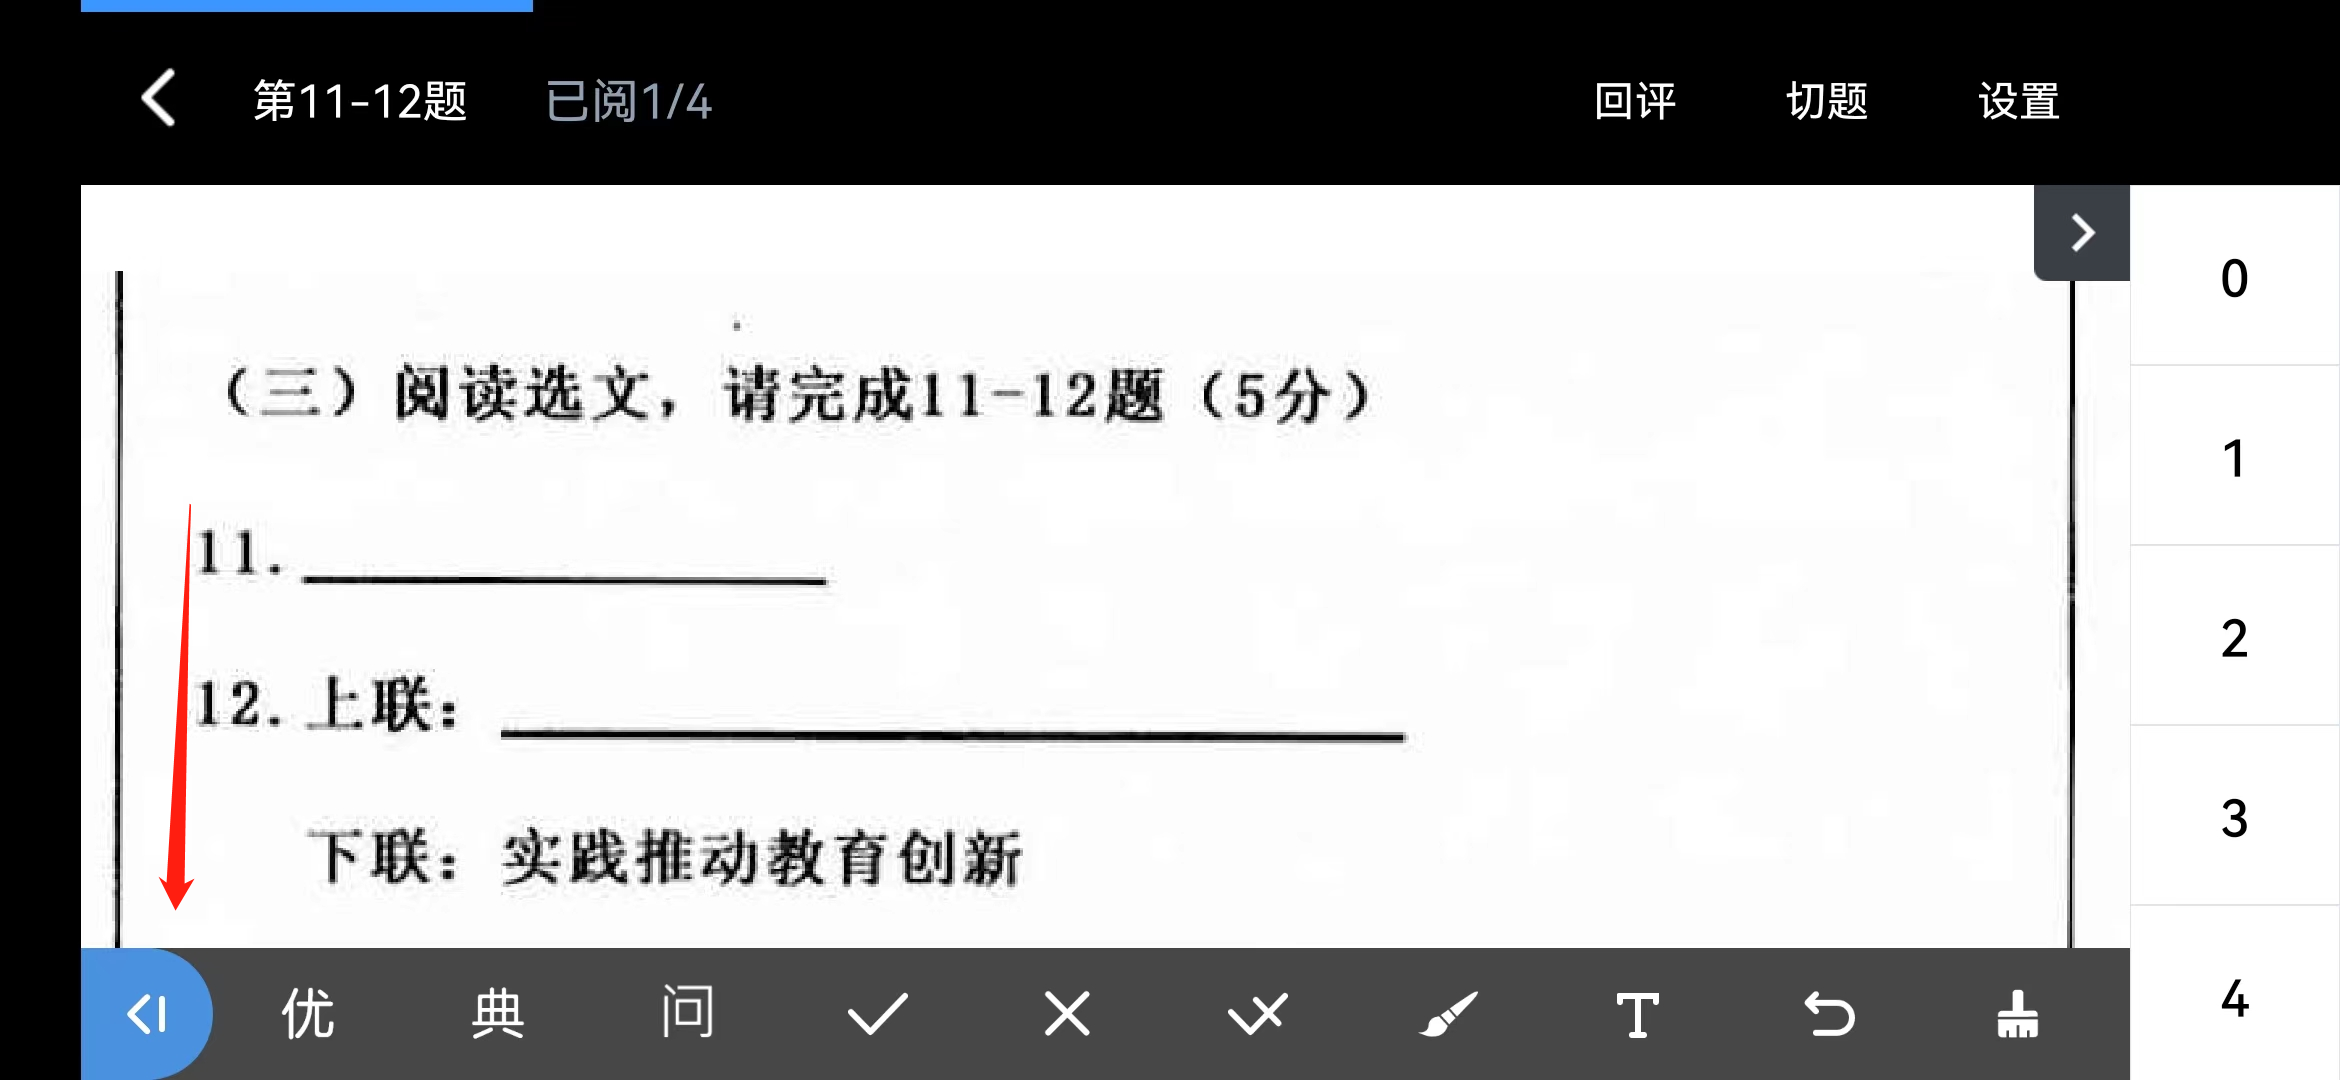 第11-12题 已阅1/4 回评 切题 设置
（三）阅读选文，请完成11-12题（5分）
11.
12.上联：
下联：实践推动教育创新
优 典 问 T
0
1
2
3
4